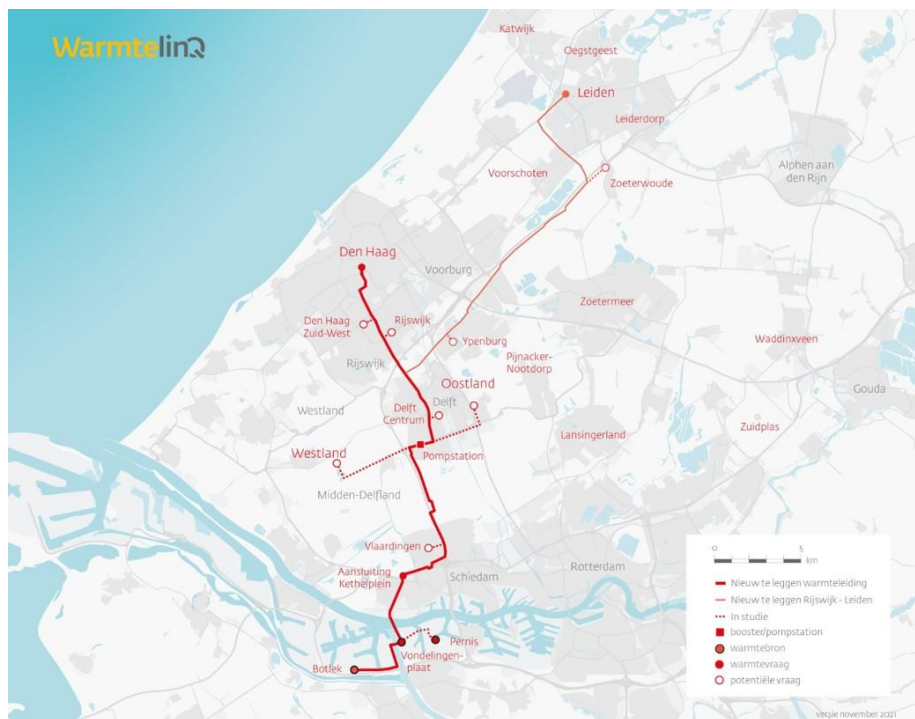 WarmtelinQ
Katwijk
Oegstgeest
Leiden
Leiderdorp
Alphen aan
den Rijn
Voorschoten
Zoeterwoude
Den Haag
Voorburg
Zoetermeer
Den Haag
Zuid-West
Rijswijk
Ypenburg
Waddinxveen
Rijswijk
Pijnacker-
Nootdorp
Oostland
Gouda
Westland
Delft
Delft
Centrum
Zuidplas
Lansingerland
Westland
Pompstation
Midden-Delfland
Vlaardingen
Rotterdam
Aansluiting
Kethelplein
Schiedam
Pernis
Vondelingen-
plaat
Botlek
0 5
km
Nieuw te leggen warmteleiding
Nieuw te leggen Rijswijk - Leiden
In studie
booster/pompstation
warmtebron
warmtevraag
potentiële vraag
versie november 2021